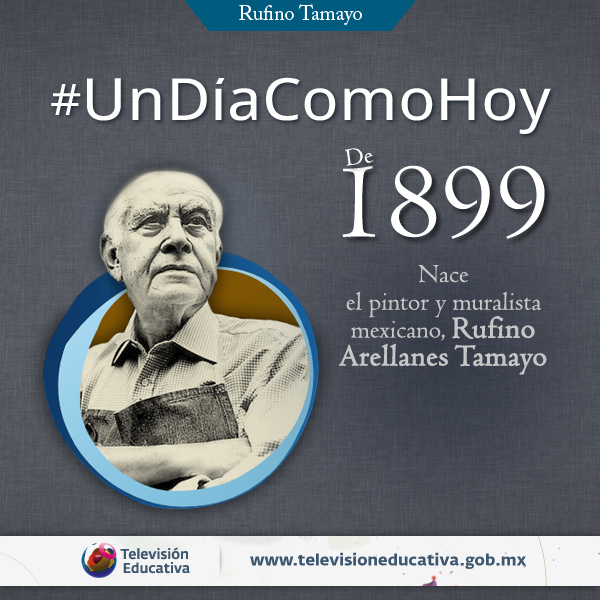 Rufino Tamayo
#UnDíaComoHoy
De
1899
Nace
el pintor y muralista
mexicano, Rufino
Arellanes Tamayo
Televisión
Educativa
www.televisioneducativa.gob.mx